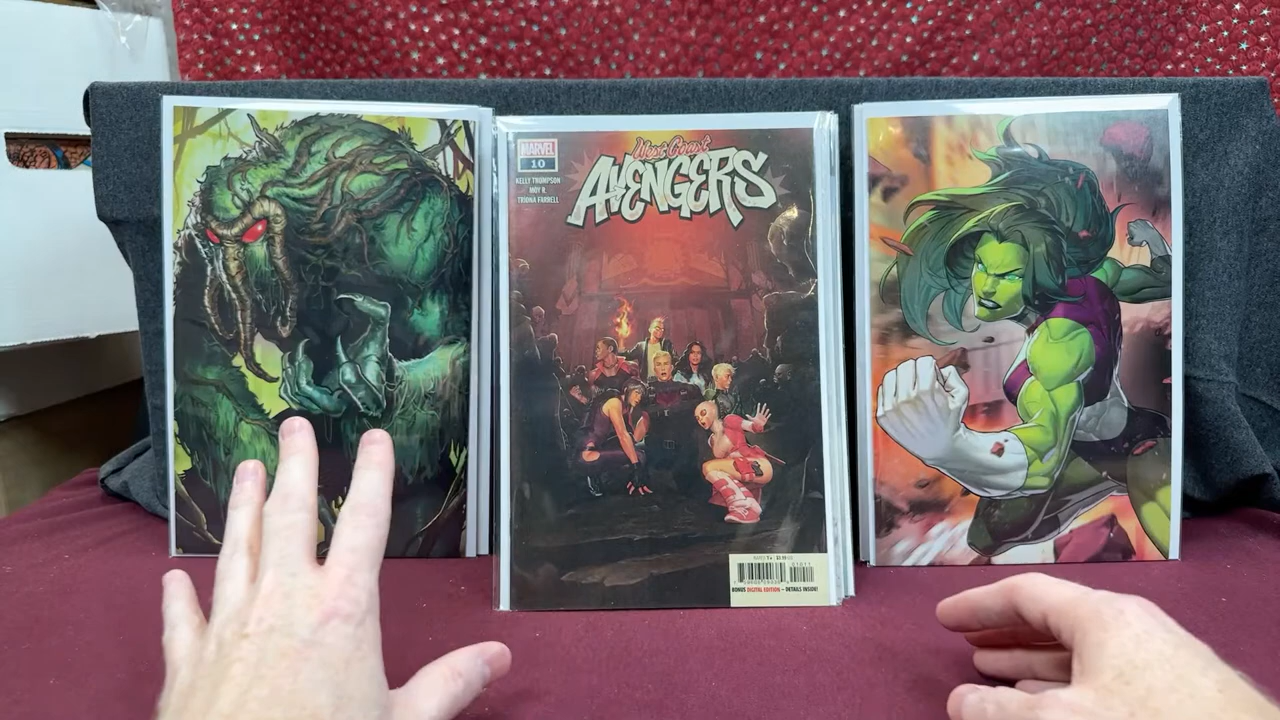 MARVEL
10
KELLY THOMPSON
MOY R.
TRIONA FARRELL
West Coast
AVENGERS
BONUS DIGITAL EDITION – DETAILS INSIDE!